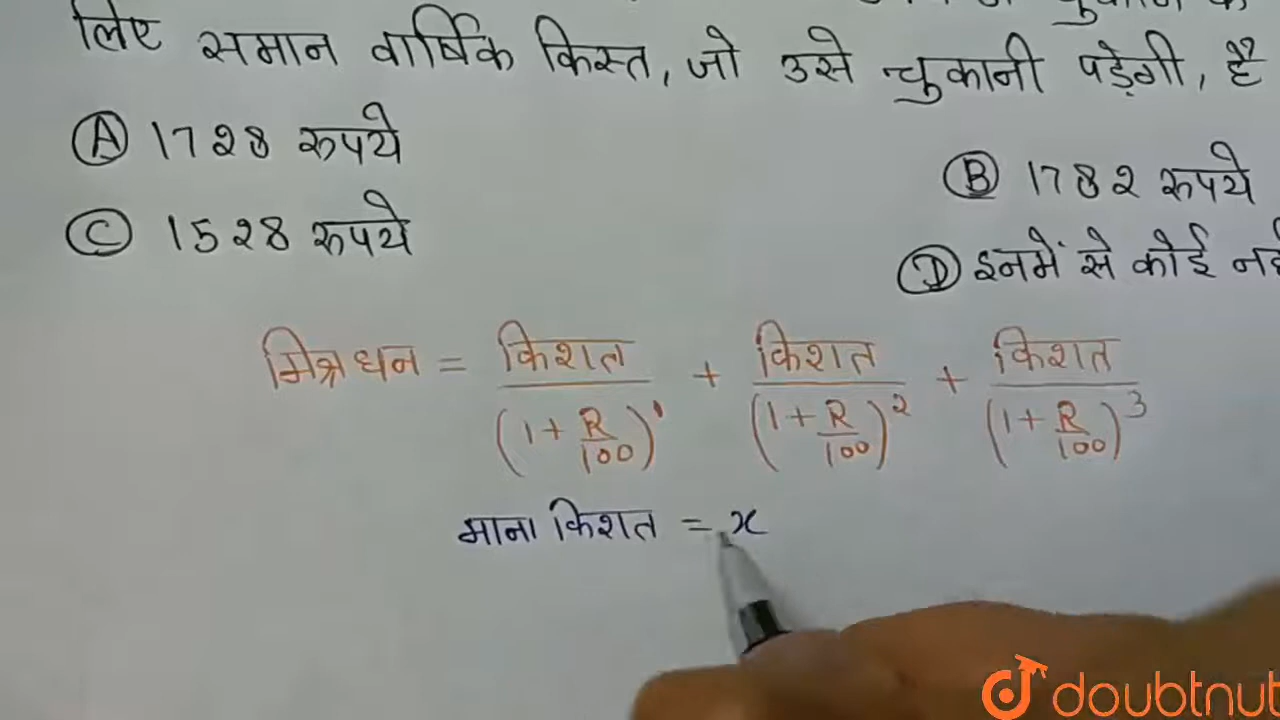 लिए समान वार्षिक किस्त, जो उसे चुकानी पड़ेगी, है
Ⓐ 1728 रुपये
Ⓑ 1782 रुपये
Ⓒ 1528 रुपये
Ⓓ इनमें से कोई
मिश्रधन = किशत/(1+R/100)^1 + किशत/(1+R/100)^2 + किशत/(1+R/100)^3
माना किशत = x
doubtnut